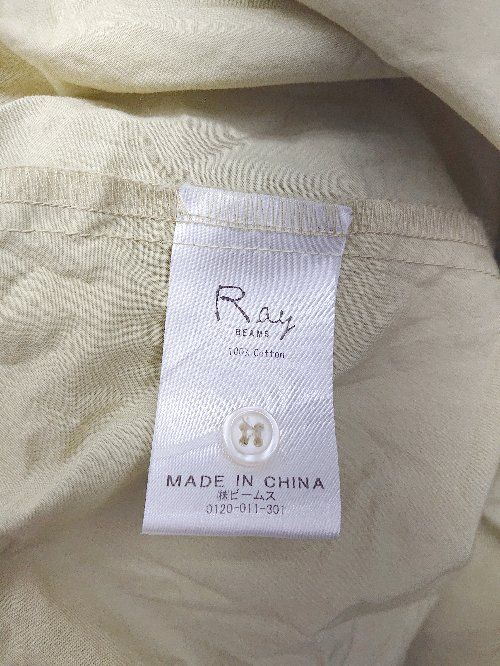 Ray
BEAMS
100% Cotton
MADE IN CHINA
㈱ビームス
0120-011-301